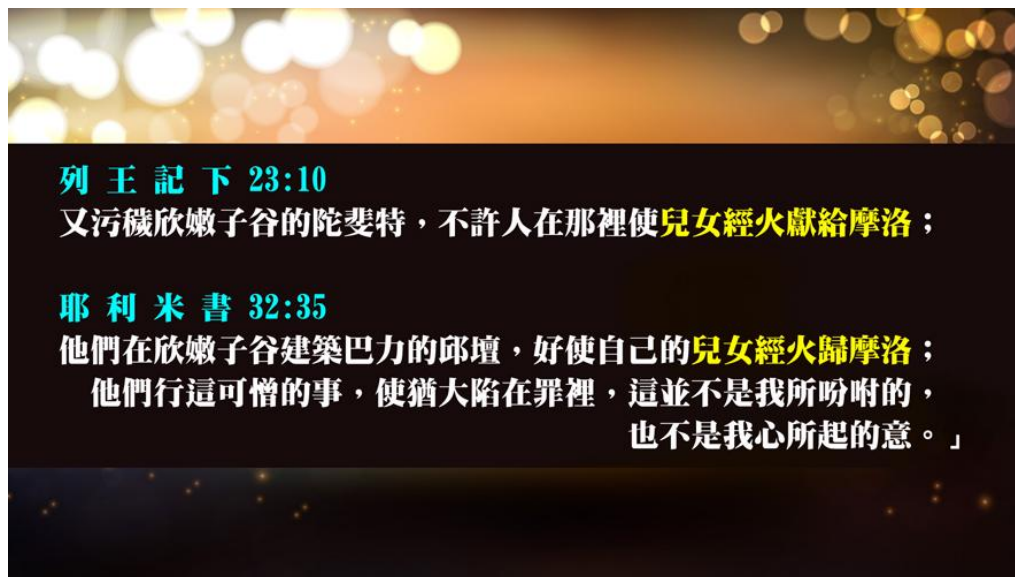 列王記下 23:10
又污穢欣嫩子谷的陀斐特，不許人在那裡使兒女經火獻給摩洛；
耶利米書 32:35
他們在欣嫩子谷建築巴力的邱壇，好使自己的兒女經火歸摩洛；
他們行這可憎的事，使猶大陷在罪裡，這並不是我所吩咐的，
也不是我心所起的意。」